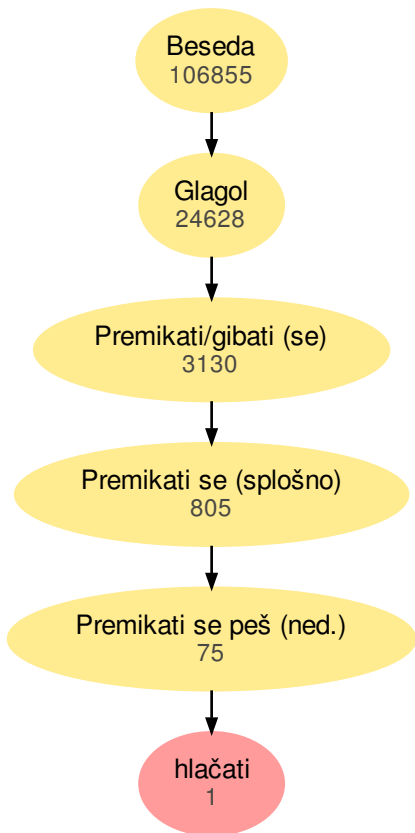 Beseda
106855
Glagol
24628
Premikati/gibati (se)
3130
Premikati se (splošno)
805
Premikati se peš (ned.)
75
hlačati
1